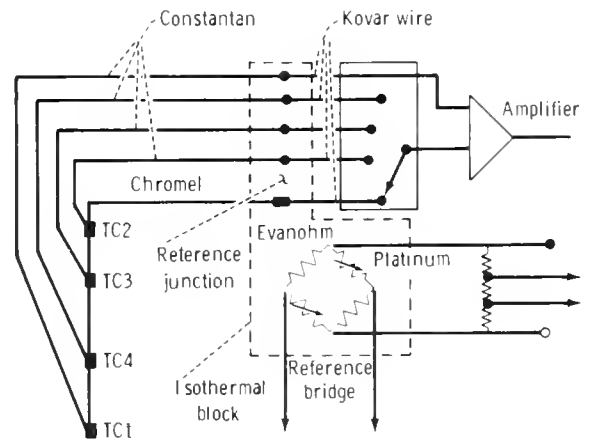 Constantan
Kovar wire
Amplifier
Chromel
TC2
Reference
junction
Evanohm
Platinum
TC3
TC4
Isothermal
block
Reference
bridge
TC1